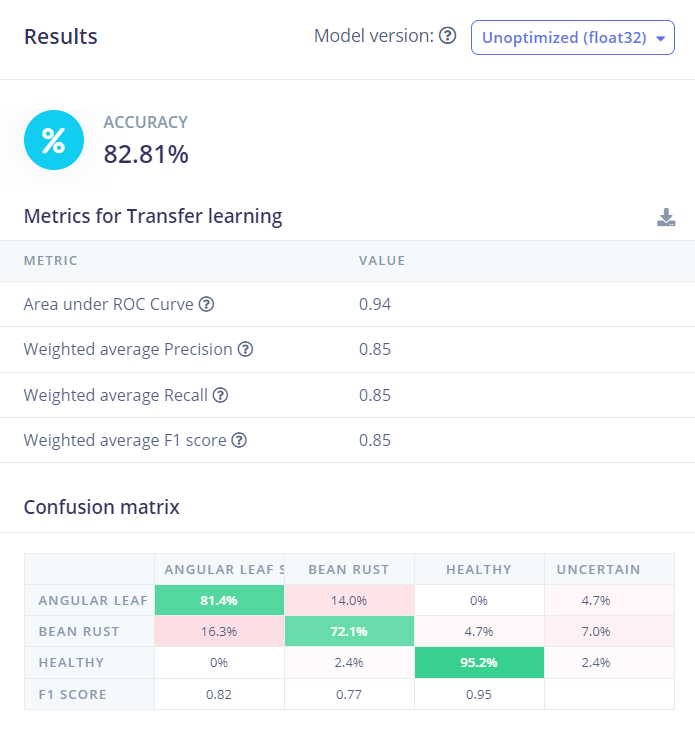 Results
Model version: ? Unoptimized (float32)
%
ACCURACY
82.81%
Metrics for Transfer learning
METRIC VALUE
Area under ROC Curve ? 0.94
Weighted average Precision ? 0.85
Weighted average Recall ? 0.85
Weighted average F1 score ? 0.85
Confusion matrix
ANGULAR LEAF S BEAN RUST HEALTHY UNCERTAIN
ANGULAR LEAF 81.4% 14.0% 0% 4.7%
BEAN RUST 16.3% 72.1% 4.7% 7.0%
HEALTHY 0% 2.4% 95.2% 2.4%
F1 SCORE 0.82 0.77 0.95